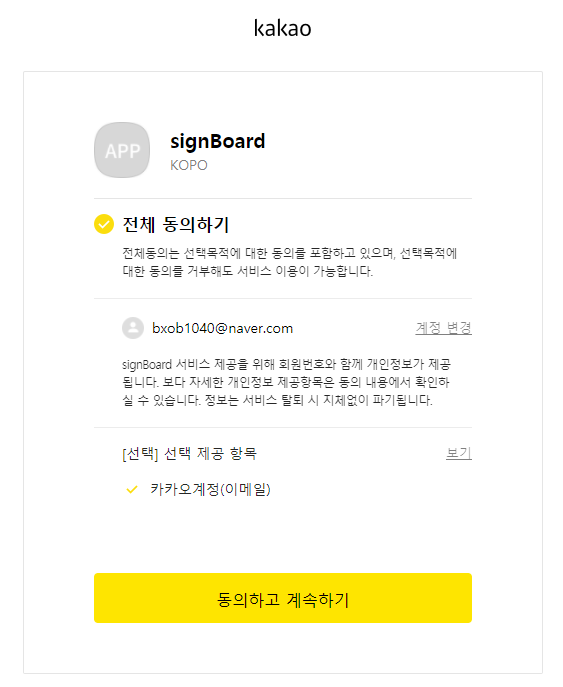 kakao
APP
signBoard
KOPO
전체 동의하기
전체동의는 선택목적에 대한 동의를 포함하고 있으며, 선택목적에
대한 동의를 거부해도 서비스 이용이 가능합니다.
bxob1040@naver.com 계정 변경
signBoard 서비스 제공을 위해 회원번호와 함께 개인정보가 제공
됩니다. 보다 자세한 개인정보 제공항목은 동의 내용에서 확인하
실 수 있습니다. 정보는 서비스 탈퇴 시 지체없이 파기됩니다.
[선택] 선택 제공 항목 보기
카카오계정(이메일)
동의하고 계속하기